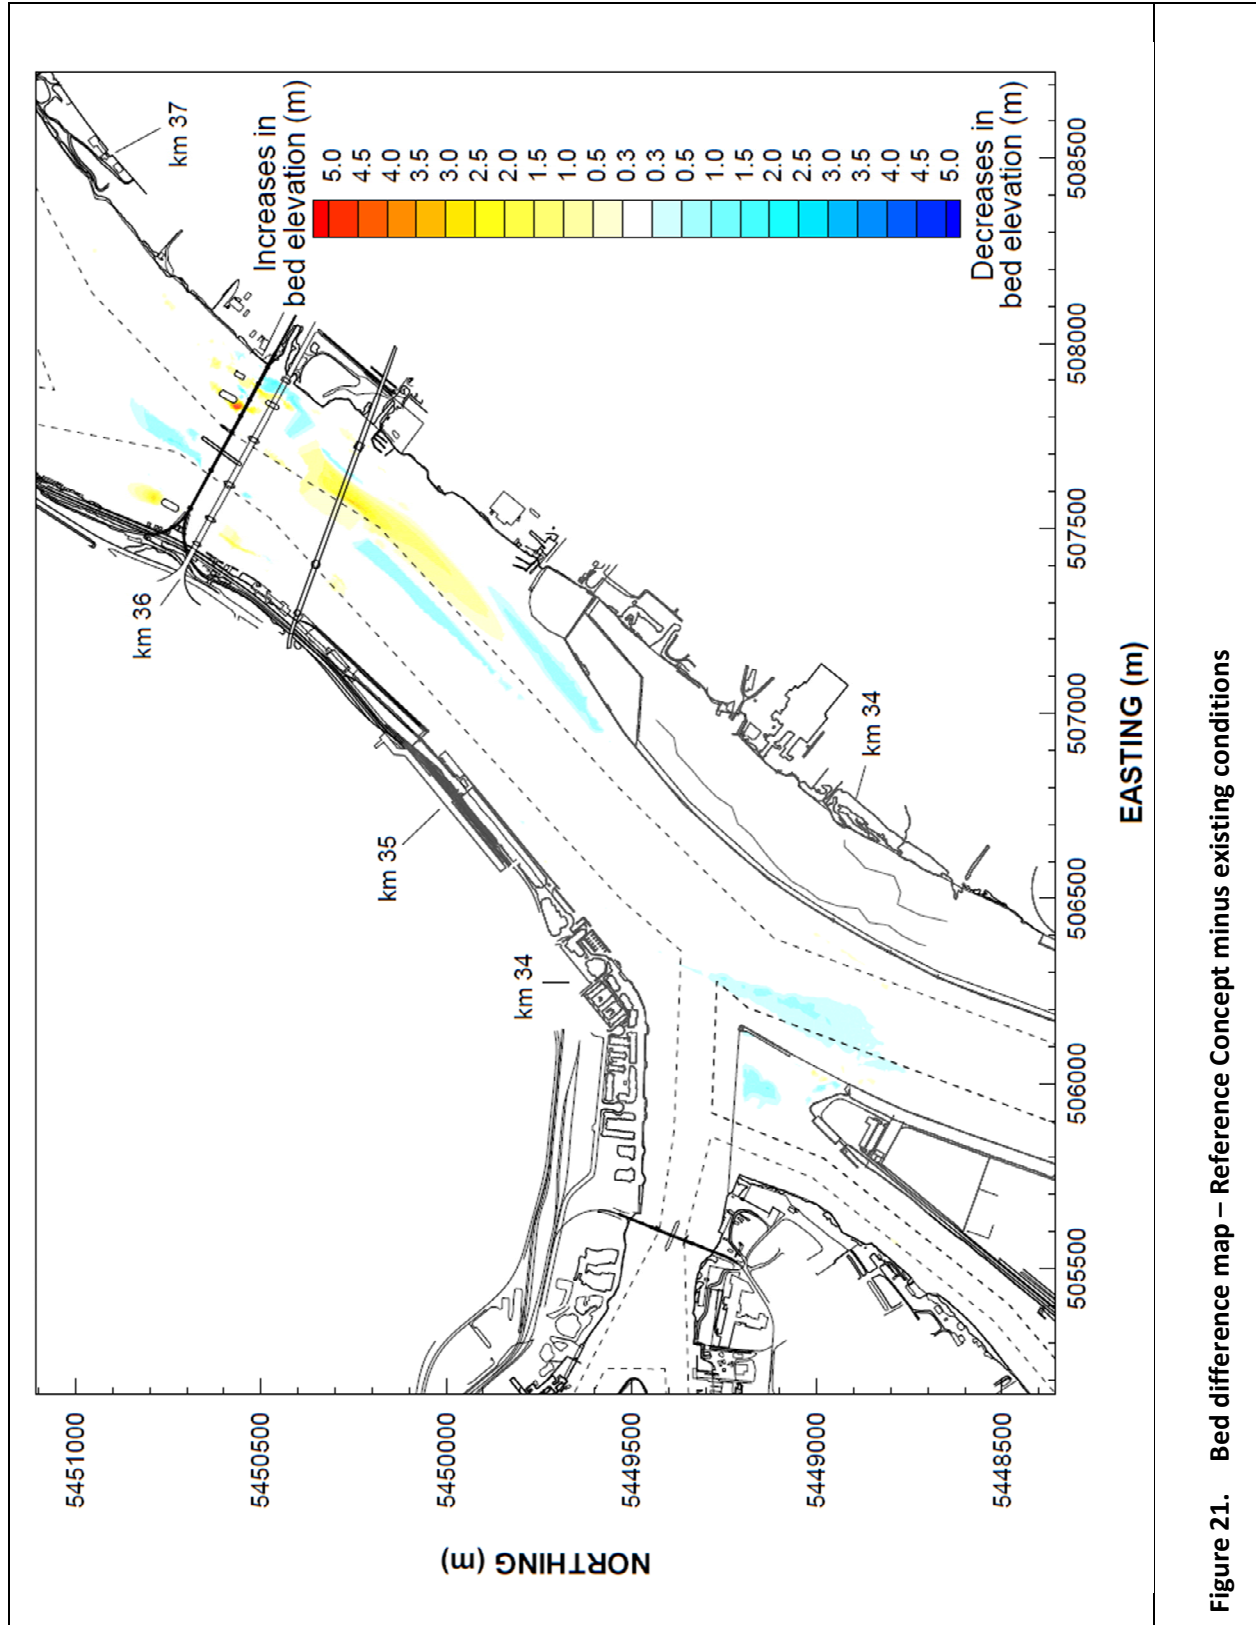 km 37
Increases in
bed elevation (m)
5.0
4.5
4.0
3.5
3.0
2.5
2.0
1.5
1.0
0.5
0.3
0.3
0.5
1.0
1.5
2.0
2.5
3.0
3.5
4.0
4.5
5.0
Decreases in
bed elevation (m)
km 36
km 35
km 34
km 34
5451000
5450500
5450000
5449500
5449000
5448500
NORTHING (m)
505500
506000
506500
507000
507500
508000
508500
EASTING (m)
Figure 21. Bed difference map – Reference Concept minus existing conditions